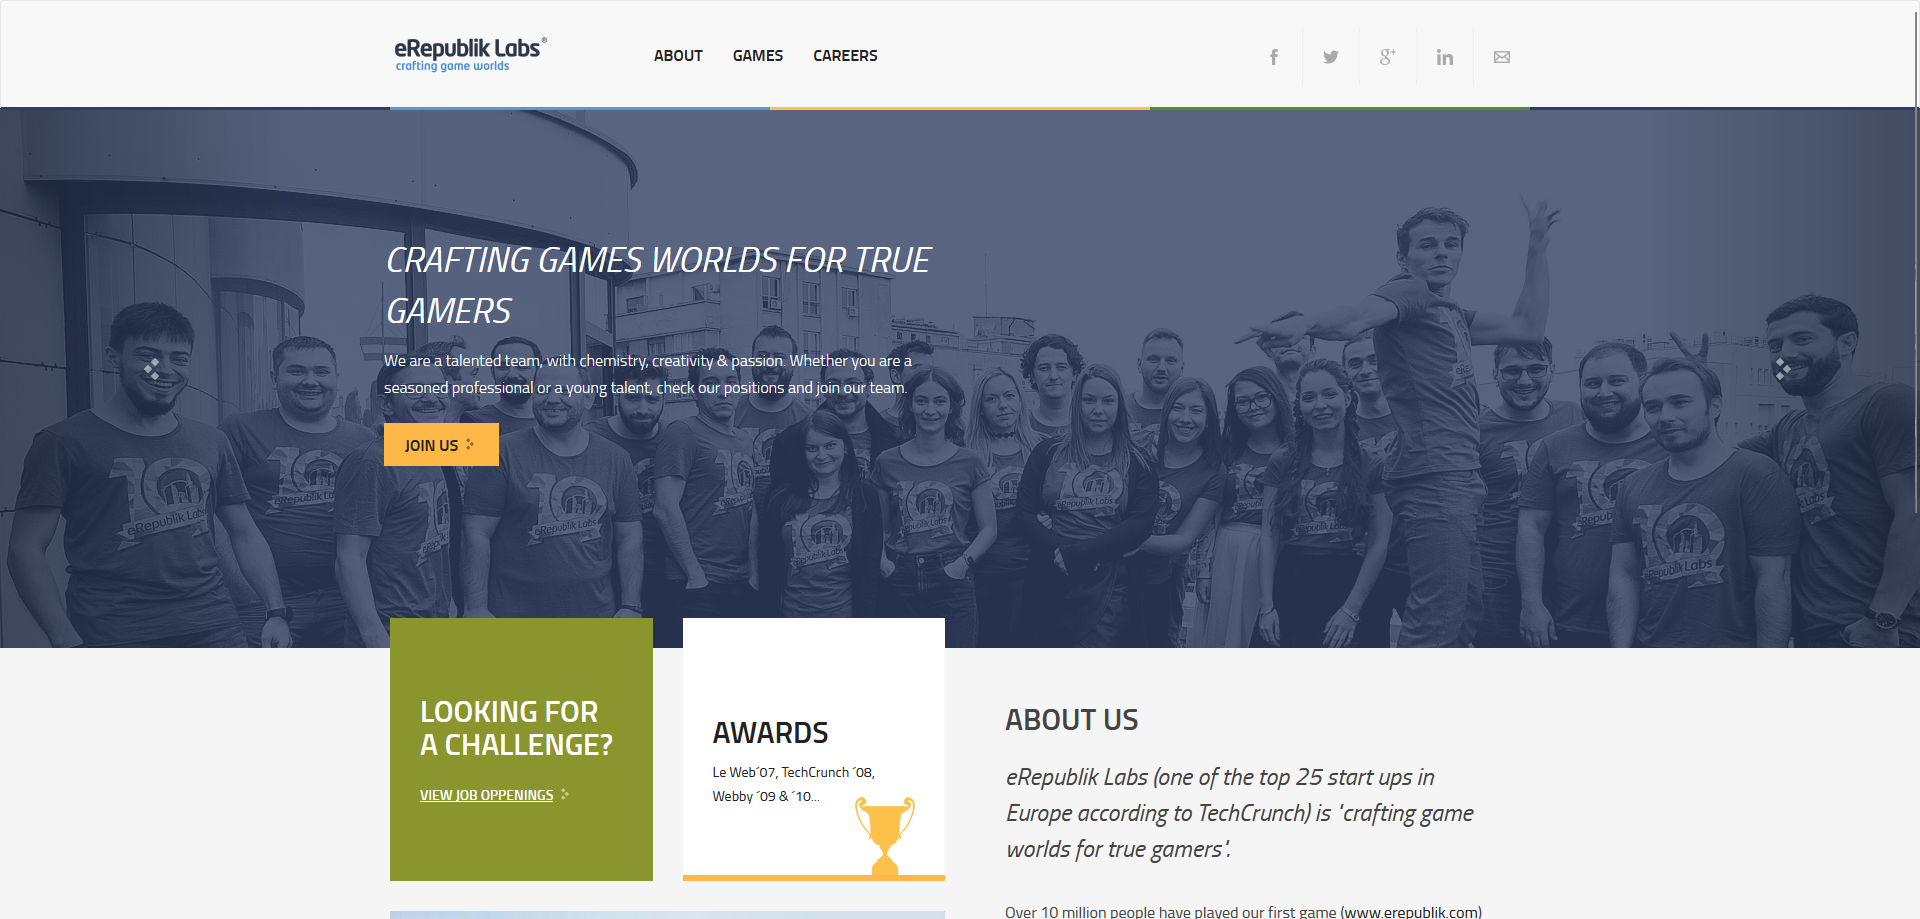 eRepublik Labs®
crafting game worlds
ABOUT GAMES CAREERS
CRAFTING GAMES WORLDS FOR TRUE
GAMERS
We are a talented team, with chemistry, creativity & passion. Whether you are a
seasoned professional or a young talent, check our positions and join our team.
JOIN US
10
eRepublik Labs
LOOKING FOR
A CHALLENGE?
VIEW JOB OPPENINGS
AWARDS
Le Web´07, TechCrunch ´08,
Webby ´09 & ´10...
ABOUT US
eRepublik Labs (one of the top 25 start ups in
Europe according to TechCrunch) is "crafting game
worlds for true gamers".
Over 10 million people have played our first game (www.erepublik.com)